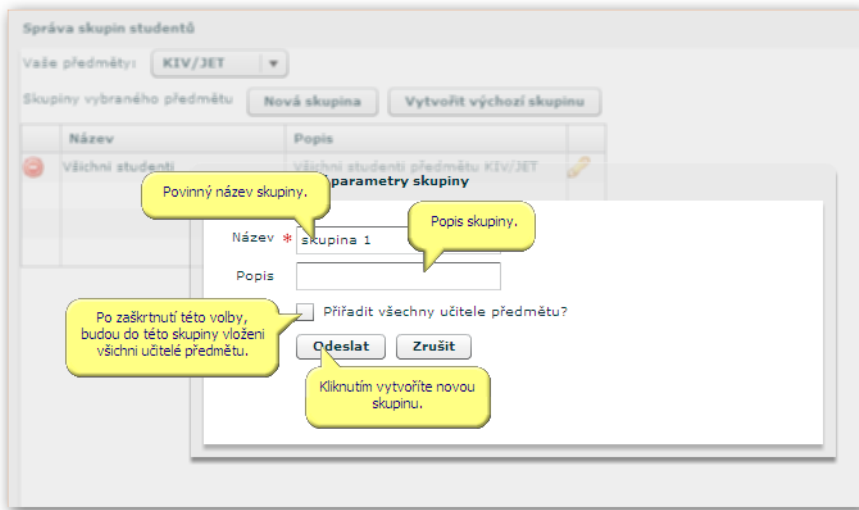 Správa skupin studentů
Vaše předměty: KIV/JET
Skupiny vybraného předmětu Nová skupina Vytvořit výchozí skupinu
Název Popis
Všichni studenti Všichni studenti předmětu KIV/JET
parametry skupiny
Povinný název skupiny.
Popis skupiny.
Název * skupina 1
Popis
Po zaškrtnutí této volby,
budou do této skupiny vloženi
všichni učitelé předmětu.
Přiřadit všechny učitele předmětu?
Odeslat Zrušit
Kliknutím vytvoříte novou
skupinu.